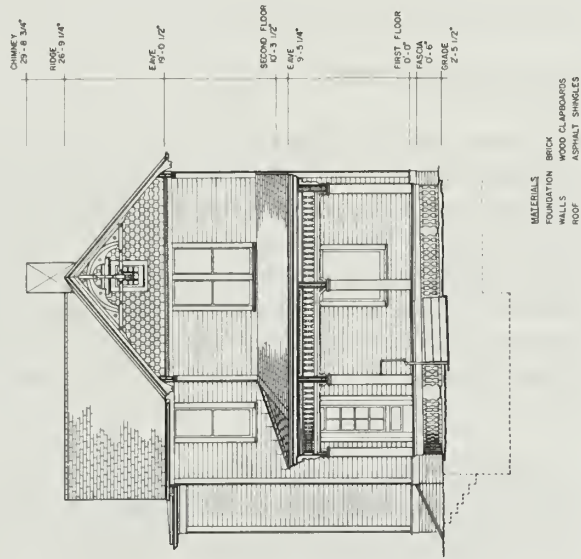 CHIMNEY
29'-8 3/4"
RIDGE
26'-9 1/4"
EAVE
19'-0 1/2"
SECOND FLOOR
10'-3 1/2"
EAVE
9'-5 1/4"
FIRST FLOOR
0'-0"
FASCIA
0'-6"
GRADE
2'-5 1/2"
MATERIALS
FOUNDATION BRICK
WALLS WOOD CLAPBOARDS
ROOF ASPHALT SHINGLES